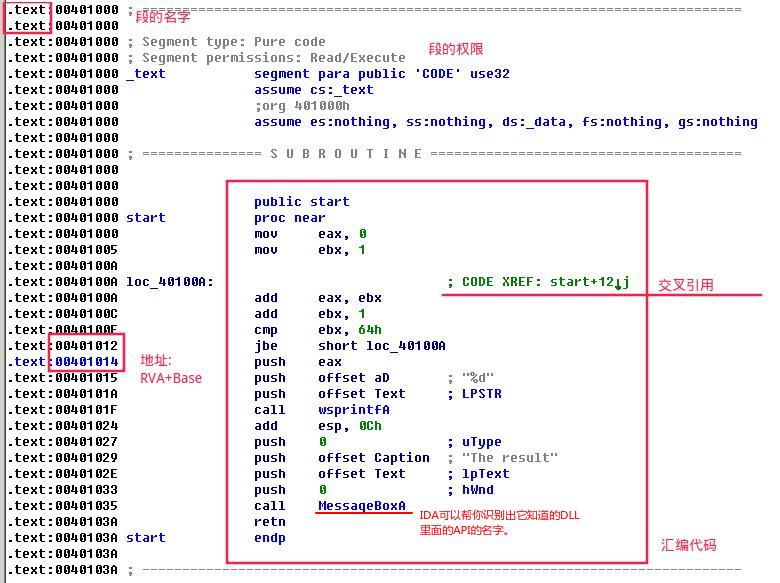 .text:00401000 ; ===========================================================================
段的名字
.text:00401000
.text:00401000 ; Segment type: Pure code
段的权限
.text:00401000 ; Segment permissions: Read/Execute
.text:00401000 _text segment para public 'CODE' use32
.text:00401000 assume cs:_text
.text:00401000 ;org 401000h
.text:00401000 assume es:nothing, ss:nothing, ds:_data, fs:nothing, gs:nothing
.text:00401000
.text:00401000 ; =============== S U B R O U T I N E =======================================
.text:00401000
.text:00401000
.text:00401000 public start
.text:00401000 start proc near
.text:00401000 mov eax, 0
.text:00401005 mov ebx, 1
.text:0040100A
.text:0040100A loc_40100A: ; CODE XREF: start+12↓j
交叉引用
.text:0040100A add eax, ebx
.text:0040100C add ebx, 1
.text:0040100F cmp ebx, 64h
.text:00401012 jbe short loc_40100A
地址:
.text:00401014 push eax
RVA+Base
.text:00401015 push offset aD ; "%d"
.text:0040101A push offset Text ; LPSTR
.text:0040101F call wsprintfA
.text:00401024 add esp, 0Ch
.text:00401027 push 0 ; uType
.text:00401029 push offset Caption ; "The result"
.text:0040102E push offset Text ; lpText
.text:00401033 push 0 ; hWnd
.text:00401035 call MessageBoxA
IDA可以帮你识别出它知道的DLL
里面的API的名字。
.text:0040103A retn
.text:0040103A start endp
汇编代码
.text:0040103A
.text:0040103A ; ---------------------------------------------------------------------------